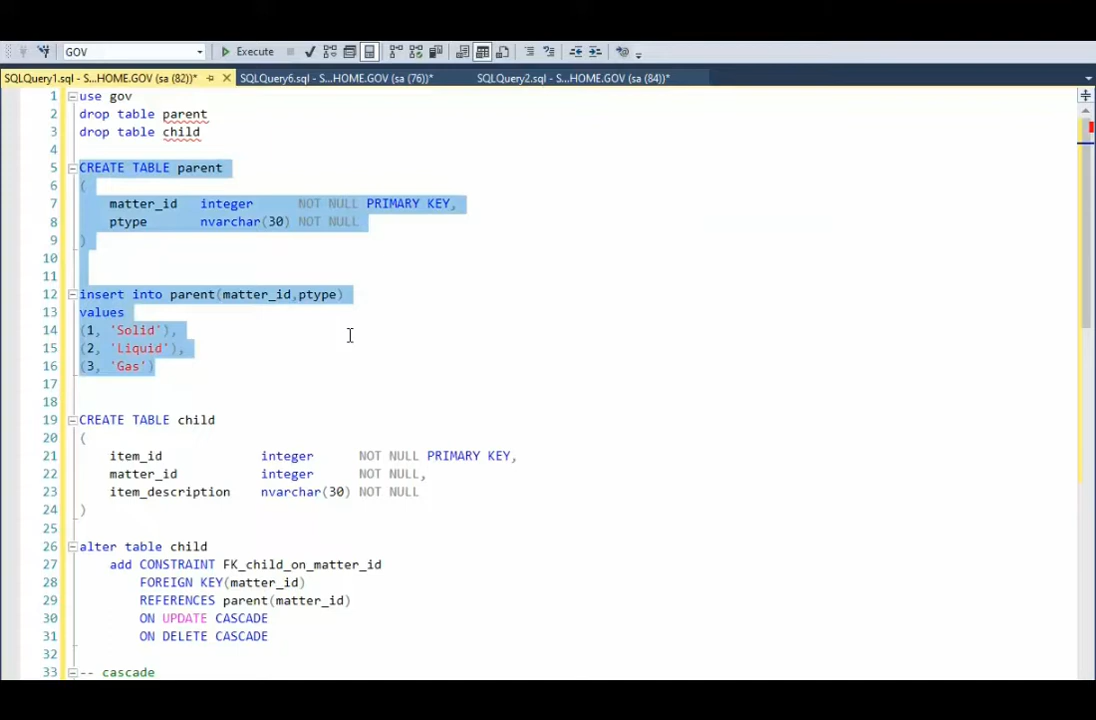 GOV
Execute
SQLQuery1.sql - S...HOME.GOV (sa (82))*
SQLQuery6.sql - S...HOME.GOV (sa (76))*
SQLQuery2.sql - S...HOME.GOV (sa (84))*
1 use gov
2 drop table parent
3 drop table child
4
5 CREATE TABLE parent
6 (
7 matter_id integer NOT NULL PRIMARY KEY,
8 ptype nvarchar(30) NOT NULL
9 )
10
11
12 insert into parent(matter_id,ptype)
13 values
14 (1, 'Solid'),
15 (2, 'Liquid'),
16 (3, 'Gas')
17
18
19 CREATE TABLE child
20 (
21 item_id integer NOT NULL PRIMARY KEY,
22 matter_id integer NOT NULL,
23 item_description nvarchar(30) NOT NULL
24 )
25
26 alter table child
27 add CONSTRAINT FK_child_on_matter_id
28 FOREIGN KEY(matter_id)
29 REFERENCES parent(matter_id)
30 ON UPDATE CASCADE
31 ON DELETE CASCADE
32
33 -- cascade